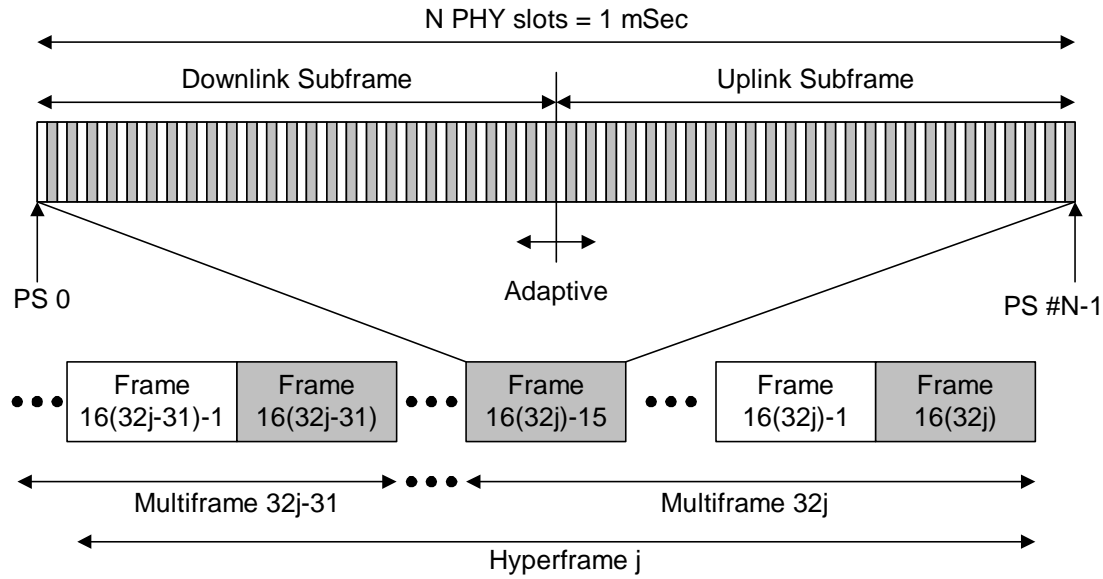 N PHY slots = 1 mSec
Downlink Subframe
Uplink Subframe
Adaptive
PS 0
PS #N-1
Frame
16(32j-31)-1
Frame
16(32j-31)
Frame
16(32j)-15
Frame
16(32j)-1
Frame
16(32j)
Multiframe 32j-31
Multiframe 32j
Hyperframe j